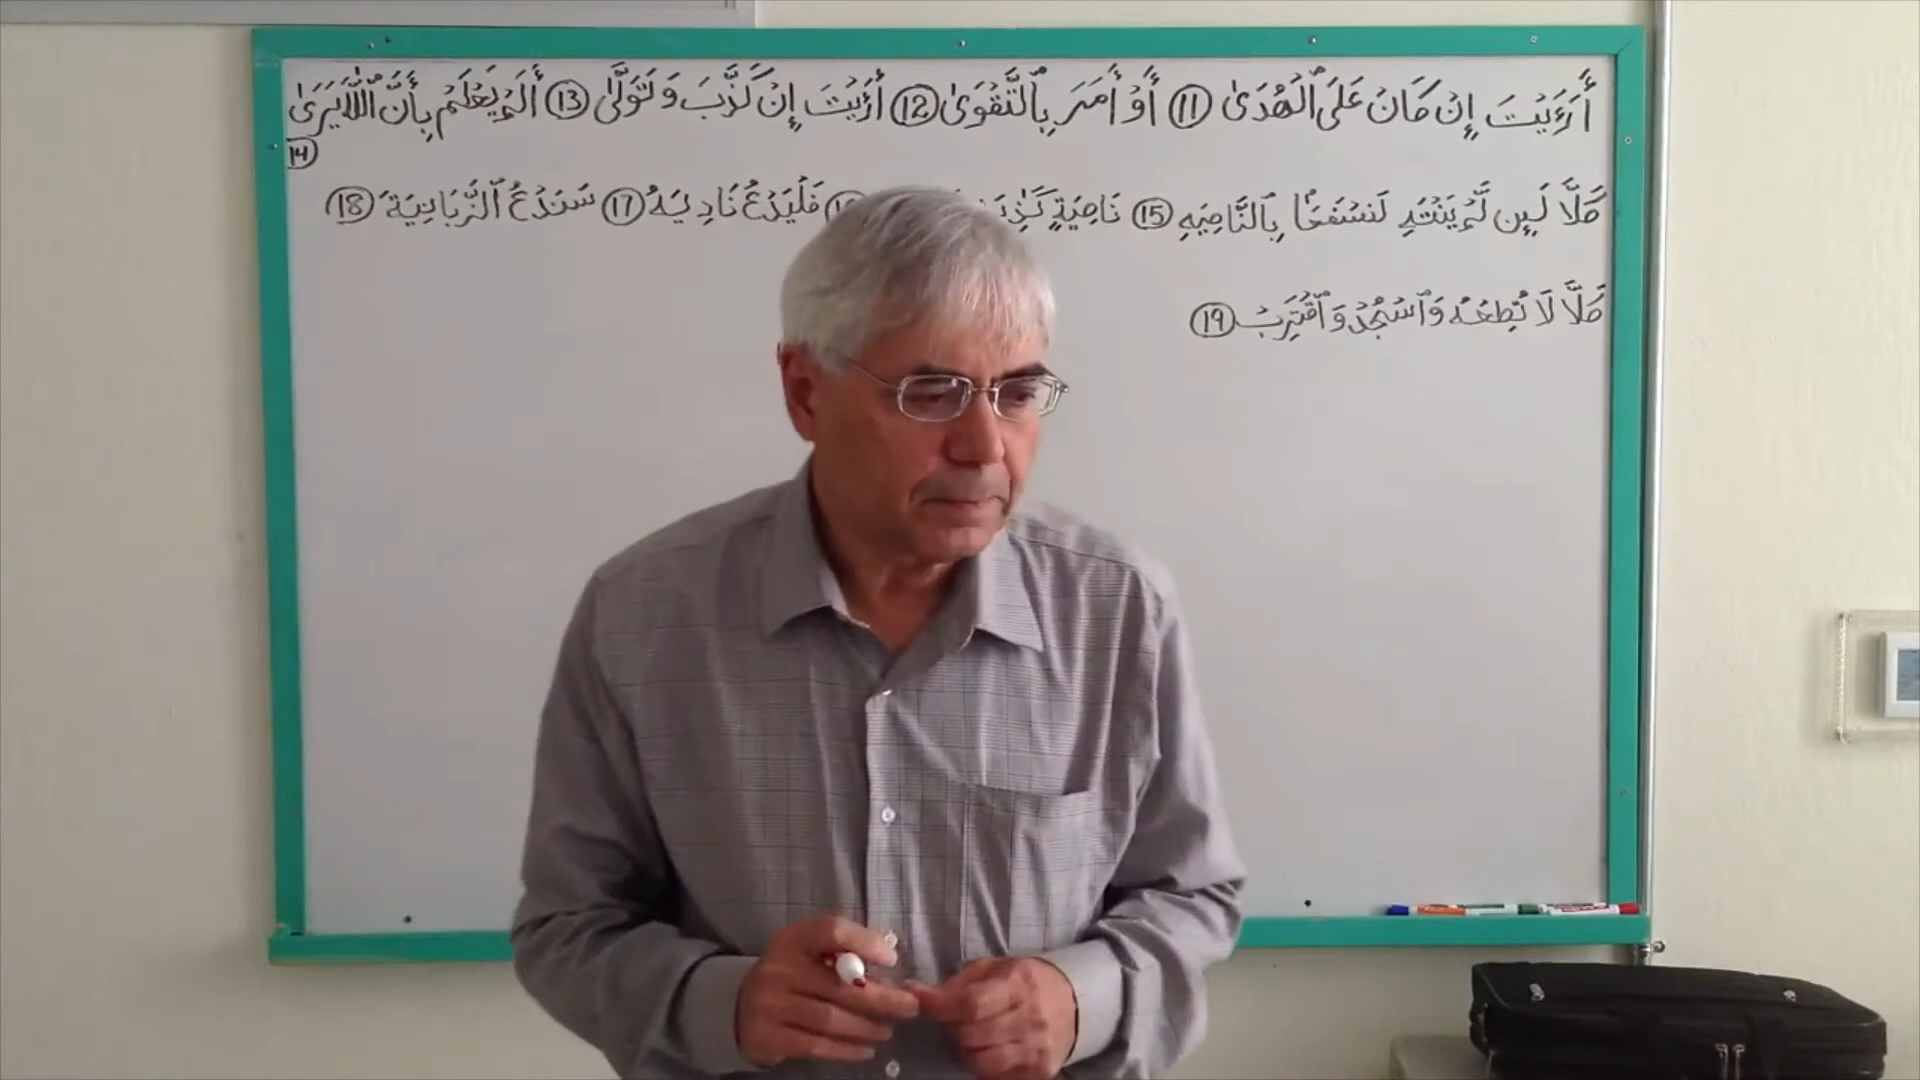 أَرَءَيْتَ إِنْ كَانَ عَلَى ٱلْهُدَىٰ ⑪ أَوْ أَمَرَ بِٱلتَّقْوَىٰ ⑫ أَرَءَيْتَ إِنْ كَذَّبَ وَتَوَلَّىٰ ⑬ أَلَمْ يَعْلَمْ بِأَنَّ ٱللَّهَ يَرَىٰ
⑭
كَلَّا لَئِن لَّمْ يَنْتَهِ لَنَسْفَعًا بِٱلنَّاصِيَةِ ⑮ نَاصِيَةٍ فَلْيَدْعُ نَادِيَهُ ⑰ سَنَدْعُ ٱلزَّبَانِيَةَ ⑱
كَلَّا لَا تُطِعْهُ وَٱسْجُدْ وَٱقْتَرِبْ ⑲